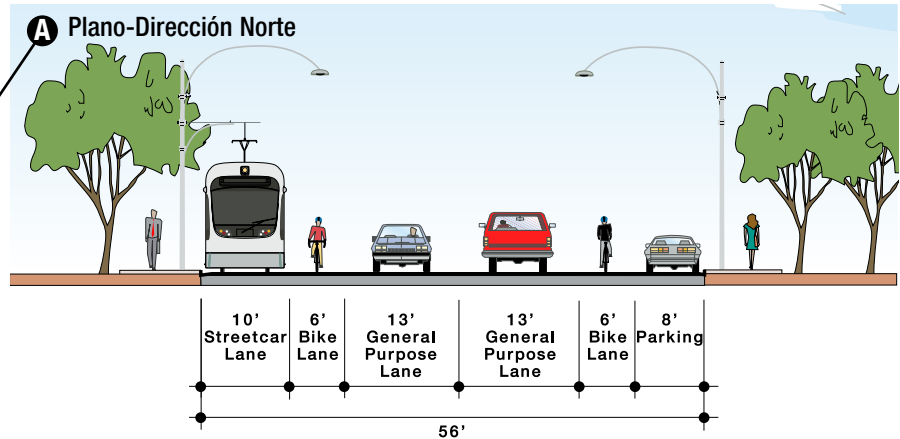 A Plano-Dirección Norte
10'
Streetcar
Lane
6'
Bike
Lane
13'
General
Purpose
Lane
13'
General
Purpose
Lane
6'
Bike
Lane
8'
Parking
56'